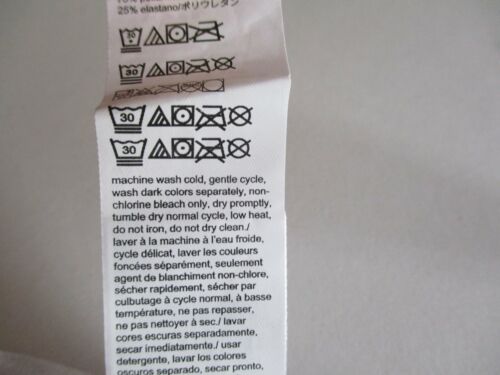 25% elastano/ポリウレタン
30
30
30
30
machine wash cold, gentle cycle,
wash dark colors separately, non-
chlorine bleach only, dry promptly,
tumble dry normal cycle, low heat,
do not iron, do not dry clean./
laver à la machine à l'eau froide,
cycle délicat, laver les couleurs
foncées séparément, seulement
agent de blanchiment non-chlore,
sécher rapidement, sécher par
culbutage à cycle normal, à basse
température, ne pas repasser,
ne pas nettoyer à sec./ lavar
cores escuras separadamente,
secar imediatamente./ usar
detergente, lavar los colores
oscuros separado, secar pronto,